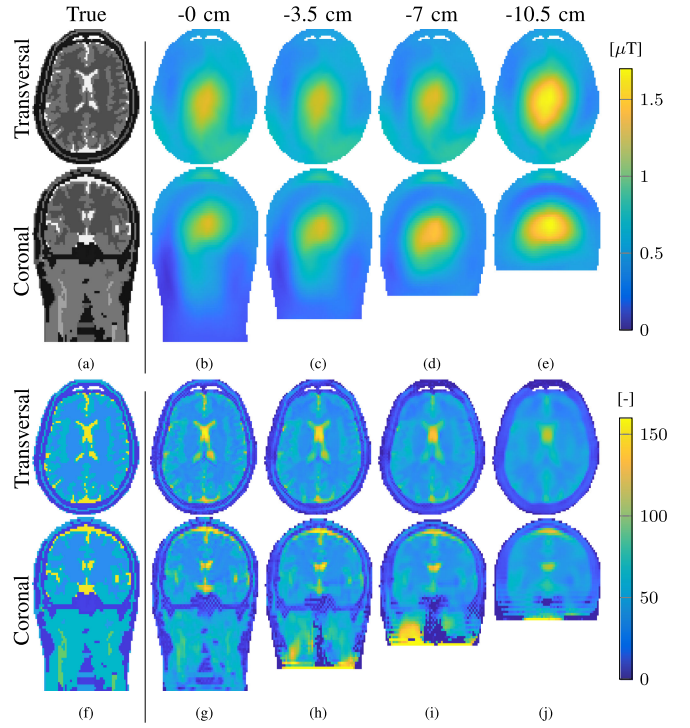 True -0 cm -3.5 cm -7 cm -10.5 cm
[μT]
Transversal
1.5
1
Coronal
0.5
0
(a) (b) (c) (d) (e)
[-]
Transversal
150
100
Coronal
50
0
(f) (g) (h) (i) (j)